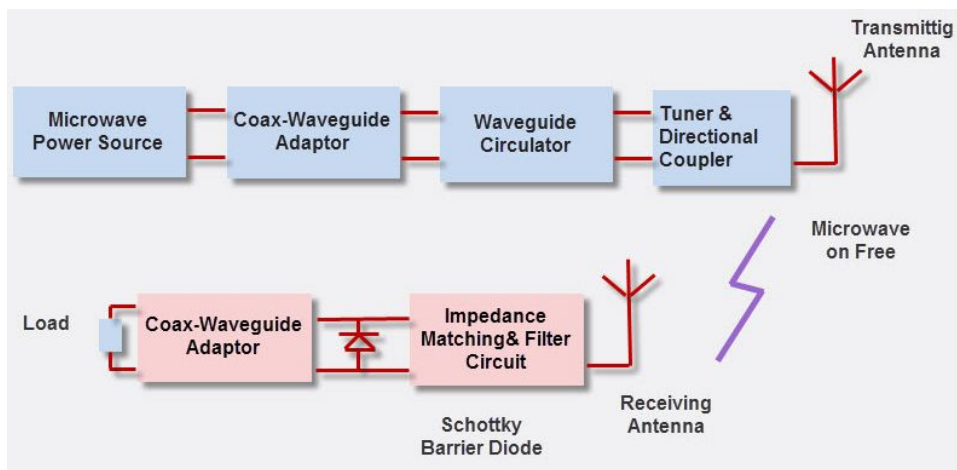 Transmittig
Antenna
Microwave
Power Source
Coax-Waveguide
Adaptor
Waveguide
Circulator
Tuner &
Directional
Coupler
Microwave
on Free
Load
Coax-Waveguide
Adaptor
Impedance
Matching& Filter
Circuit
Receiving
Antenna
Schottky
Barrier Diode